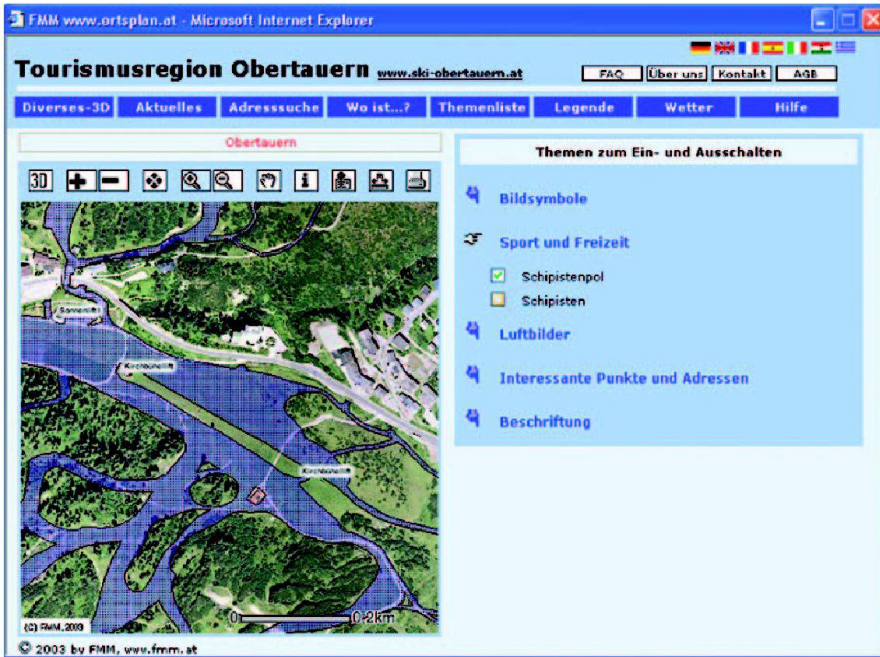 FMM www.ortsplan.at - Microsoft Internet Explorer
Tourismusregion Obertauern www.ski-obertauern.at
FAQ Über uns Kontakt AGB
Diverses-3D Aktuelles Adresssuche Wo ist...? Themenliste Legende Wetter Hilfe
Obertauern
3D
Themen zum Ein- und Ausschalten
Bildsymbole
Sport und Freizeit
Schipistenpol
Schipisten
Luftbilder
Interessante Punkte und Adressen
Beschriftung
Sonnenlift
Kirchbühellift
Kirchbühellift
0 0.2km
(C) FMM, 2003
© 2003 by FMM, www.fmm.at